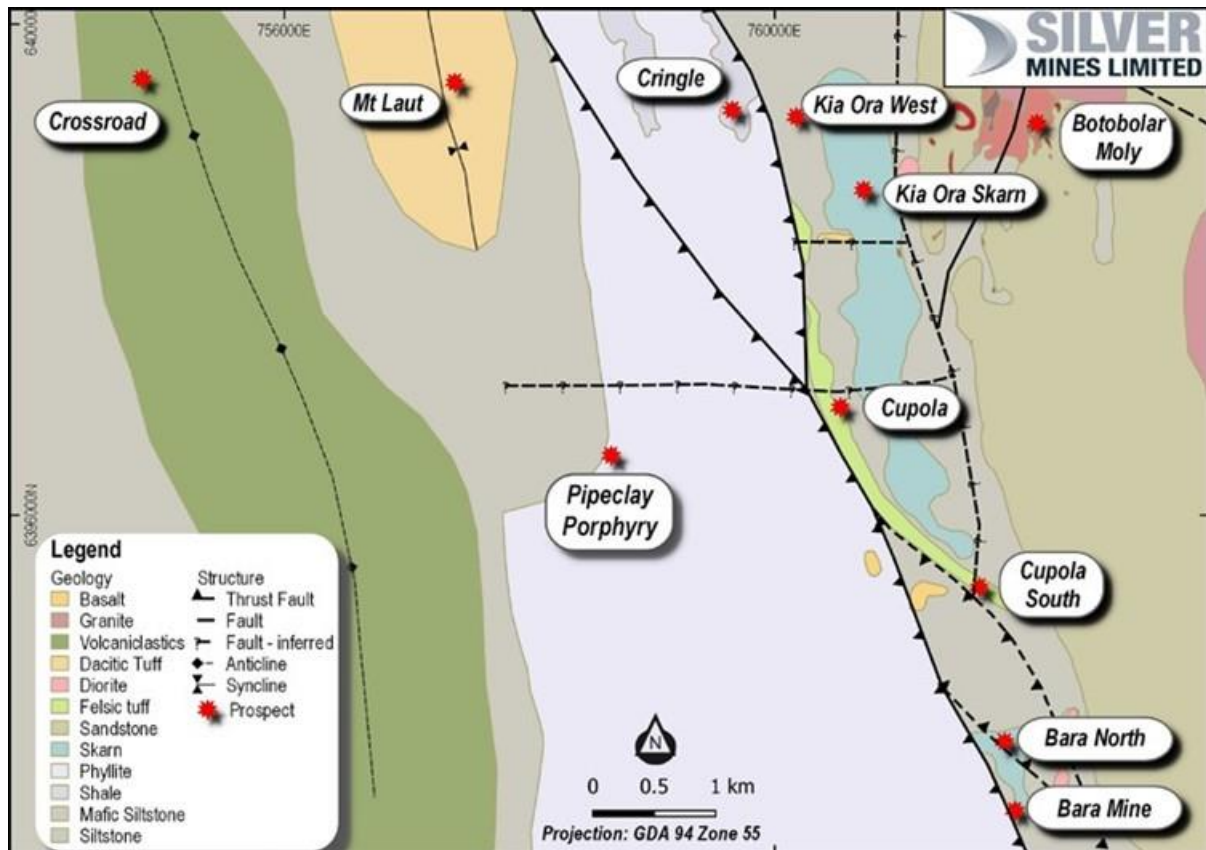 756000E
760000E
640000
6396000N
SILVER
MINES LIMITED
Crossroad
Mt Laut
Cringle
Kia Ora West
Botobolar
Moly
Kia Ora Skarn
Cupola
Pipeclay
Porphyry
Cupola
South
Bara North
Bara Mine
Legend
Geology
Basalt
Granite
Volcaniclastics
Dacitic Tuff
Diorite
Felsic tuff
Sandstone
Skarn
Phyllite
Shale
Mafic Siltstone
Siltstone
Structure
Thrust Fault
Fault
Fault - inferred
Anticline
Syncline
Prospect
N
0 0.5 1 km
Projection: GDA 94 Zone 55